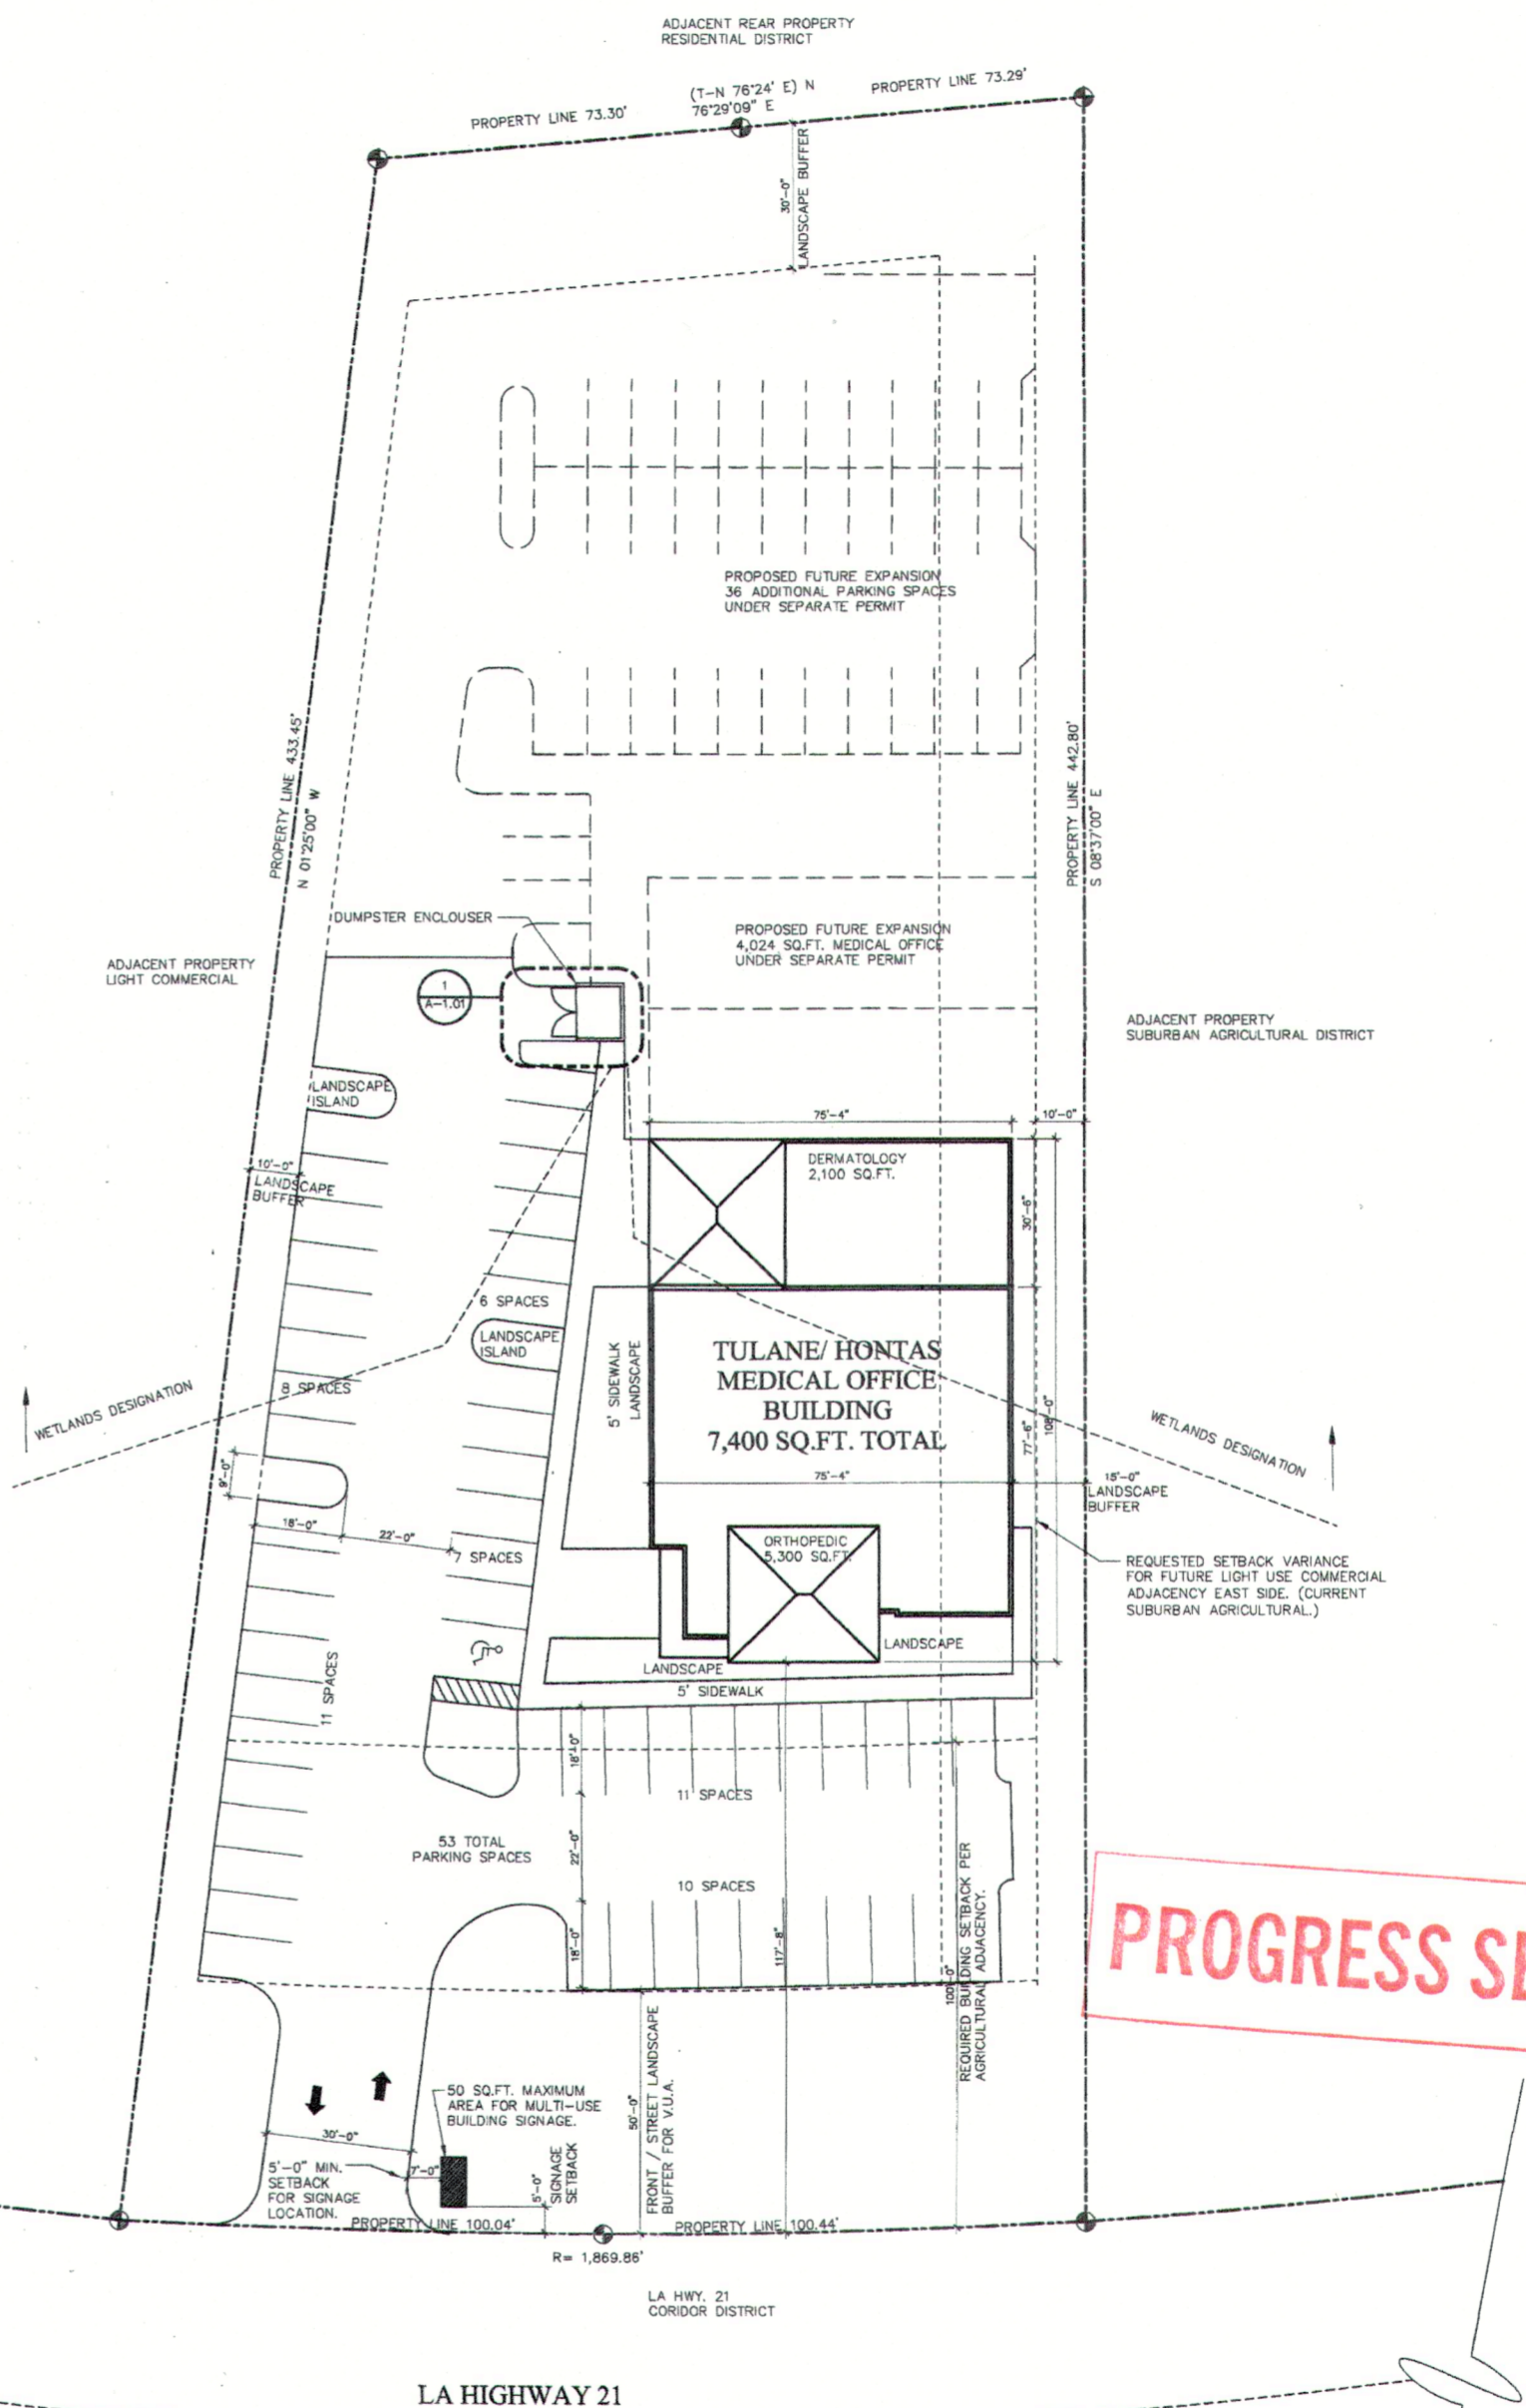 ADJACENT REAR PROPERTY
RESIDENTIAL DISTRICT
(T-N 76°24' E) N
76°29'09" E
PROPERTY LINE 73.29'
PROPERTY LINE 73.30'
30'-0"
LANDSCAPE BUFFER
PROPOSED FUTURE EXPANSION
36 ADDITIONAL PARKING SPACES
UNDER SEPARATE PERMIT
PROPERTY LINE 433.45'
N 01°25'00" W
PROPERTY LINE 442.80'
S 08°37'00" E
DUMPSTER ENCLOUSER
PROPOSED FUTURE EXPANSION
4,024 SQ.FT. MEDICAL OFFICE
UNDER SEPARATE PERMIT
ADJACENT PROPERTY
LIGHT COMMERCIAL
1
A-1.01
ADJACENT PROPERTY
SUBURBAN AGRICULTURAL DISTRICT
LANDSCAPE
ISLAND
75'-4"
10'-0"
DERMATOLOGY
2,100 SQ.FT.
10'-0"
LANDSCAPE
BUFFER
30'-6"
6 SPACES
LANDSCAPE
ISLAND
5' SIDEWALK
LANDSCAPE
TULANE/ HONTAS
MEDICAL OFFICE
BUILDING
7,400 SQ.FT. TOTAL
8 SPACES
WETLANDS DESIGNATION
77'-6"
108'-0"
WETLANDS DESIGNATION
75'-4"
15'-0"
LANDSCAPE
BUFFER
9'-0"
18'-0"
22'-0"
7 SPACES
ORTHOPEDIC
5,300 SQ.FT.
REQUESTED SETBACK VARIANCE
FOR FUTURE LIGHT USE COMMERCIAL
ADJACENCY EAST SIDE. (CURRENT
SUBURBAN AGRICULTURAL.)
11 SPACES
LANDSCAPE
LANDSCAPE
5' SIDEWALK
18'-0"
11 SPACES
53 TOTAL
PARKING SPACES
22'-0"
10 SPACES
18'-0"
117'-8"
100'-0"
REQUIRED BUILDING SETBACK PER
AGRICULTURAL ADJACENCY.
PROGRESS SE
50 SQ.FT. MAXIMUM
AREA FOR MULTI-USE
BUILDING SIGNAGE.
50'-0"
FRONT / STREET LANDSCAPE
BUFFER FOR V.U.A.
30'-0"
5'-0" MIN.
SETBACK
FOR SIGNAGE
LOCATION.
7'-0"
5'-0"
SIGNAGE
SETBACK
PROPERTY LINE 100.04'
PROPERTY LINE 100.44'
R= 1,869.86'
LA HWY. 21
CORIDOR DISTRICT
LA HIGHWAY 21